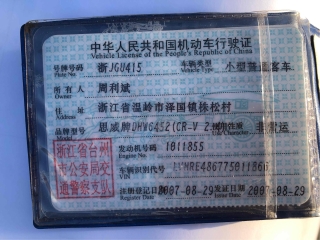 中华人民共和国机动车行驶证
Vehicle License of the People's Republic of China
号牌号码 浙JGU415 车辆类型 小型普通客车
Plate No. Vehicle Type
所有人 周利斌
Owner
住址 浙江省温岭市泽国镇株松村
Address
品牌型号 思威牌DHW6452(CR-V 2. 使用性质 非营运
Model
浙江省台州
市公安局交
通警察支队
发动机号码 1011855
Engine No.
车辆识别代号
VIN
注册登记日期 2007-08-29 发证日期 2007-08-29
Register Date Issue Date